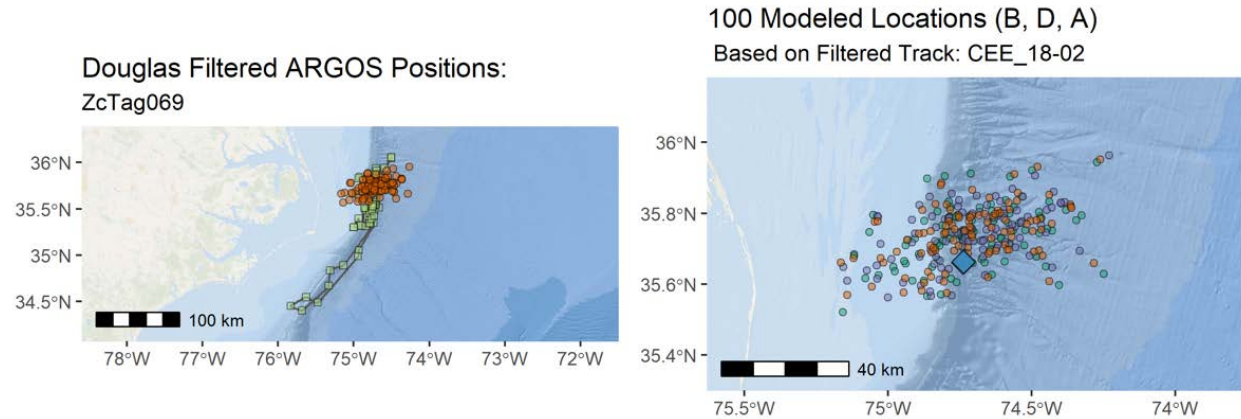 Douglas Filtered ARGOS Positions:
ZcTag069
36°N
35.5°N
35°N
34.5°N
100 km
78°W
77°W
76°W
75°W
74°W
73°W
72°W
100 Modeled Locations (B, D, A)
Based on Filtered Track: CEE_18-02
36°N
35.8°N
35.6°N
35.4°N
40 km
75.5°W
75°W
74.5°W
74°W